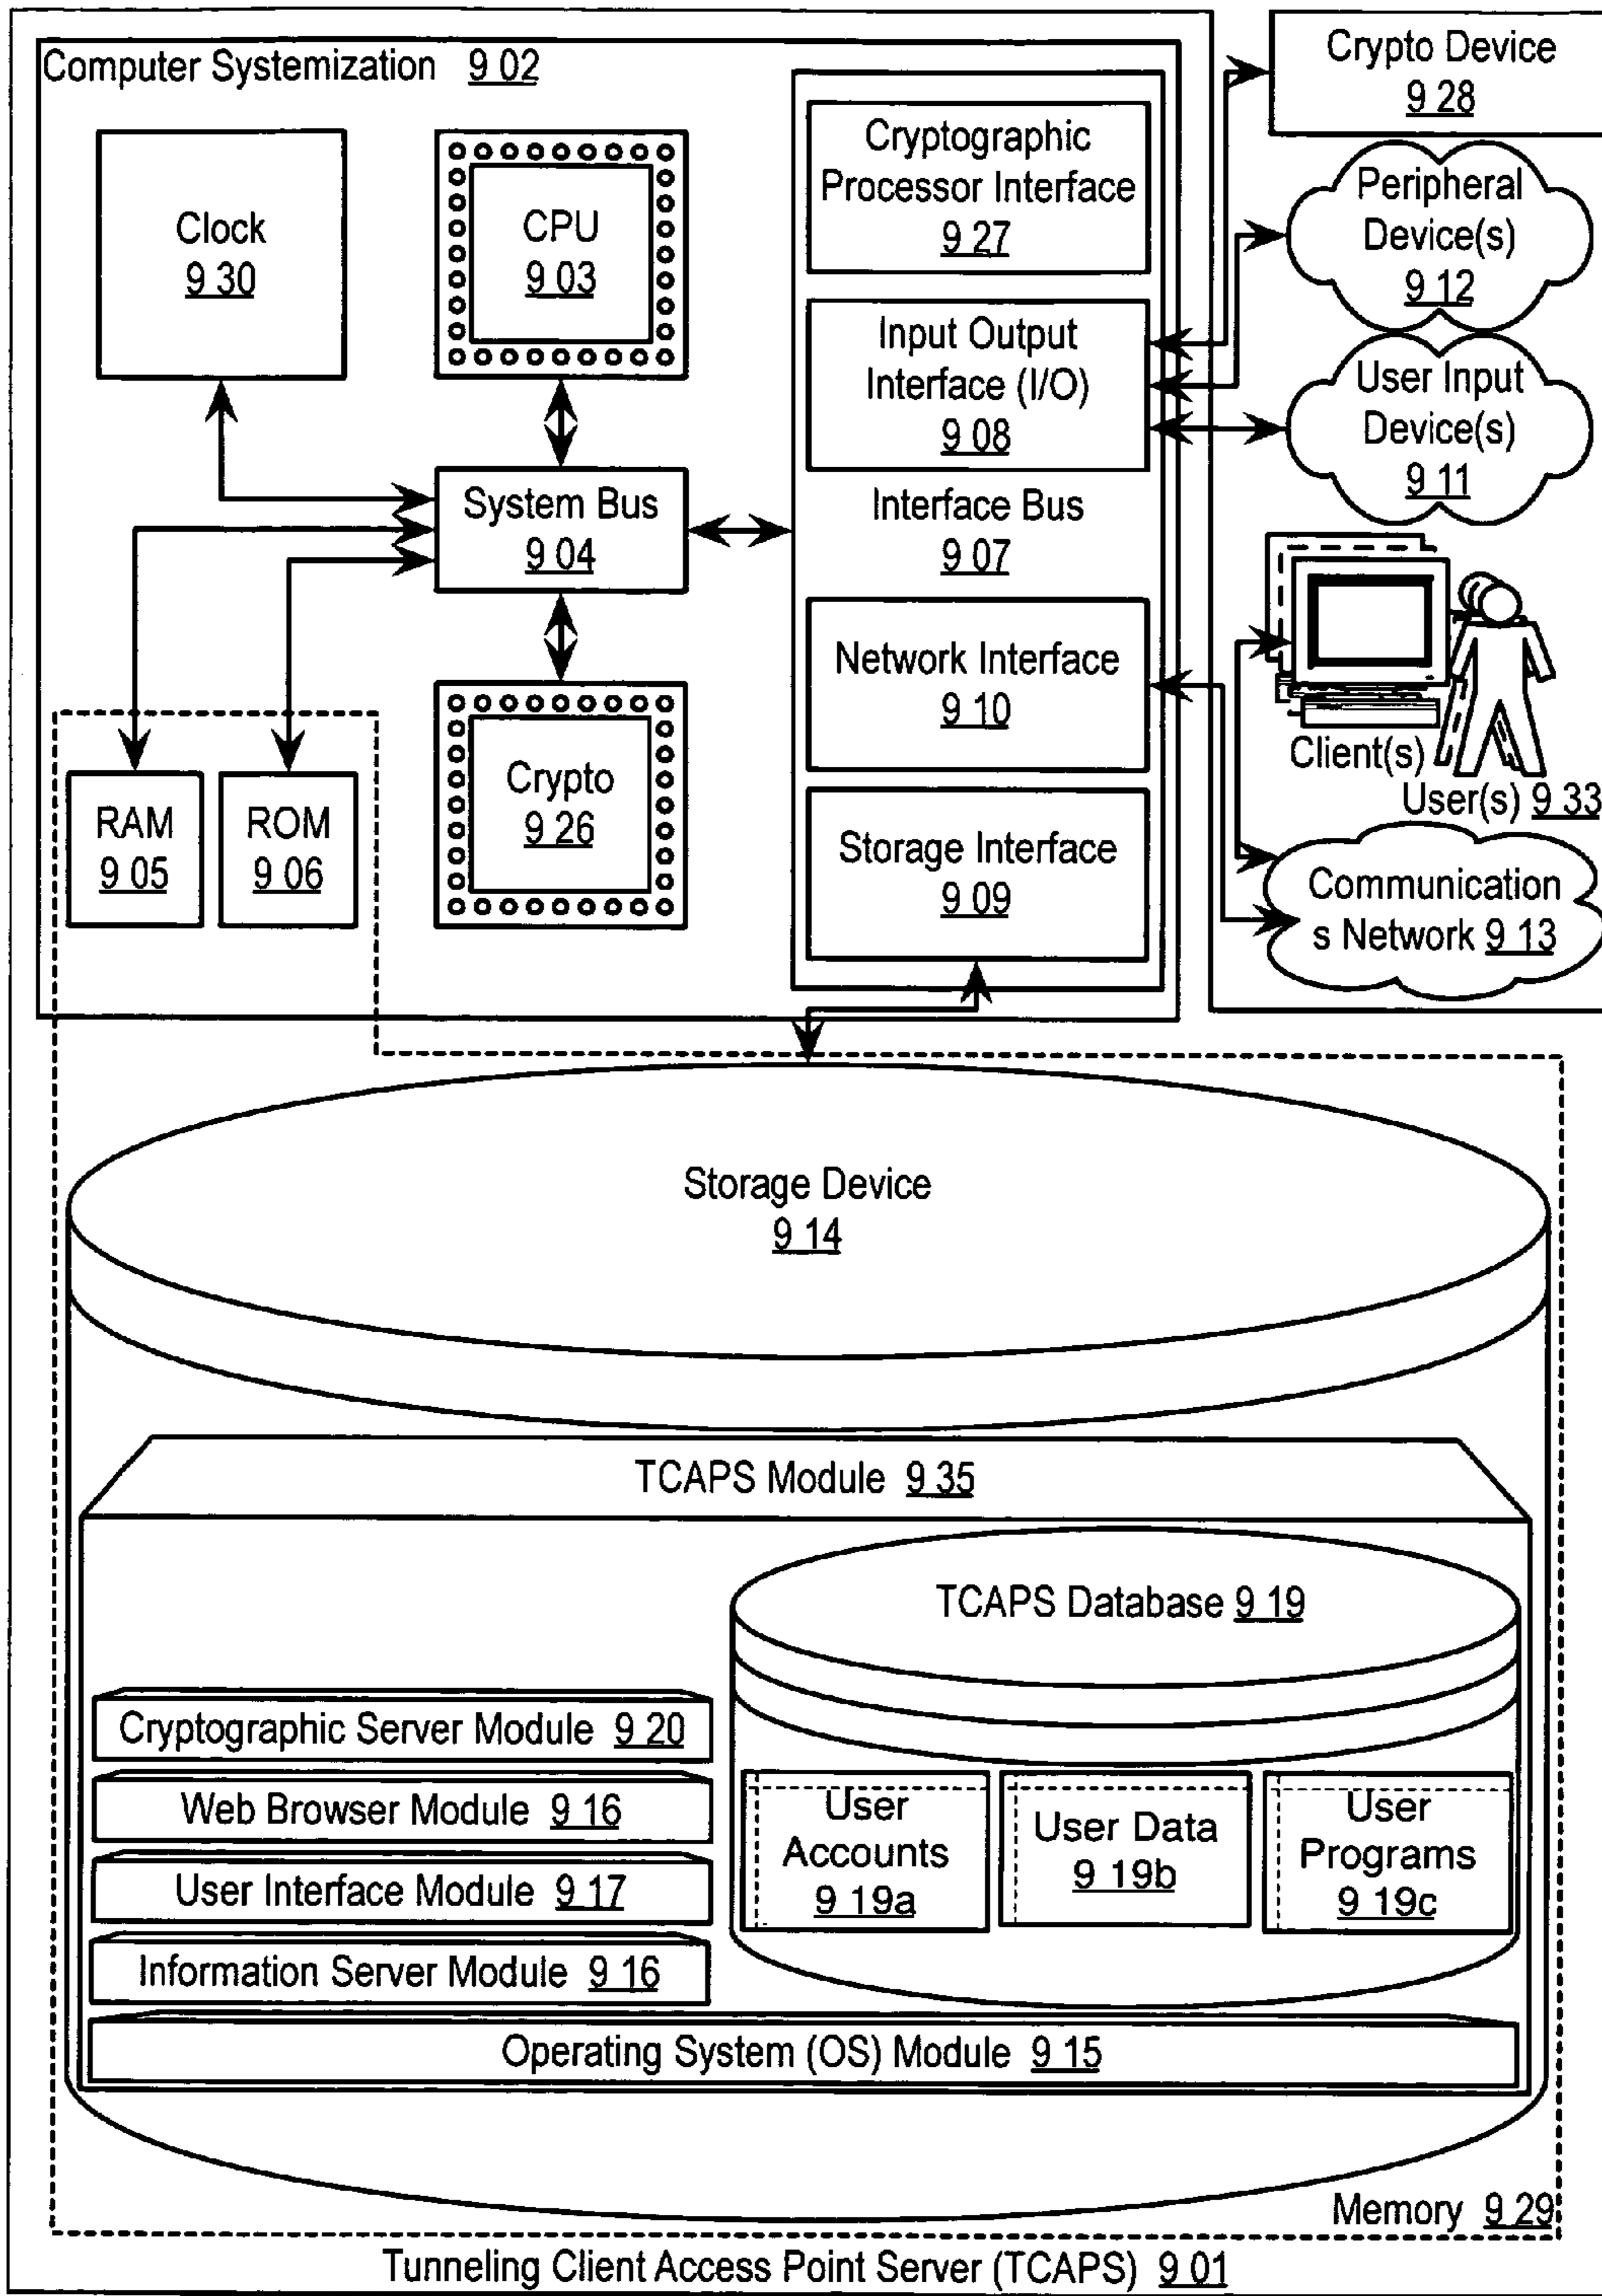 Computer Systemization 9 02
Clock
9 30
CPU
9 03
System Bus
9 04
Crypto
9 26
RAM
9 05
ROM
9 06
Cryptographic
Processor Interface
9 27
Input Output
Interface (I/O)
9 08
Interface Bus
9 07
Network Interface
9 10
Storage Interface
9 09
Crypto Device
9 28
Peripheral
Device(s)
9 12
User Input
Device(s)
9 11
Client(s)
User(s) 9 33
Communication
s Network 9 13
Storage Device
9 14
TCAPS Module 9 35
TCAPS Database 9 19
Cryptographic Server Module 9 20
Web Browser Module 9 16
User Interface Module 9 17
Information Server Module 9 16
User
Accounts
9 19a
User Data
9 19b
User
Programs
9 19c
Operating System (OS) Module 9 15
Memory 9 29
Tunneling Client Access Point Server (TCAPS) 9 01